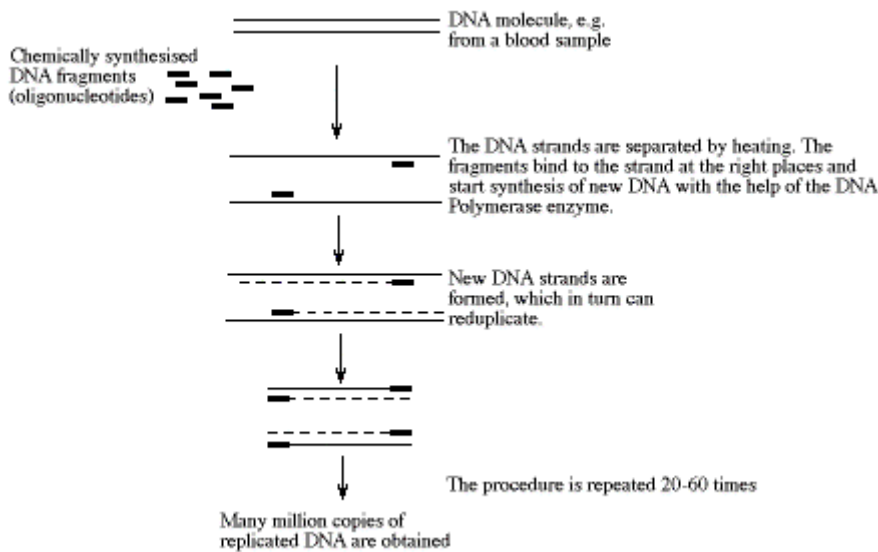 DNA molecule, e.g.
from a blood sample
Chemically synthesised
DNA fragments
(oligonucleotides)
The DNA strands are separated by heating. The
fragments bind to the strand at the right places and
start synthesis of new DNA with the help of the DNA
Polymerase enzyme.
New DNA strands are
formed, which in turn can
reduplicate.
The procedure is repeated 20-60 times
Many million copies of
replicated DNA are obtained